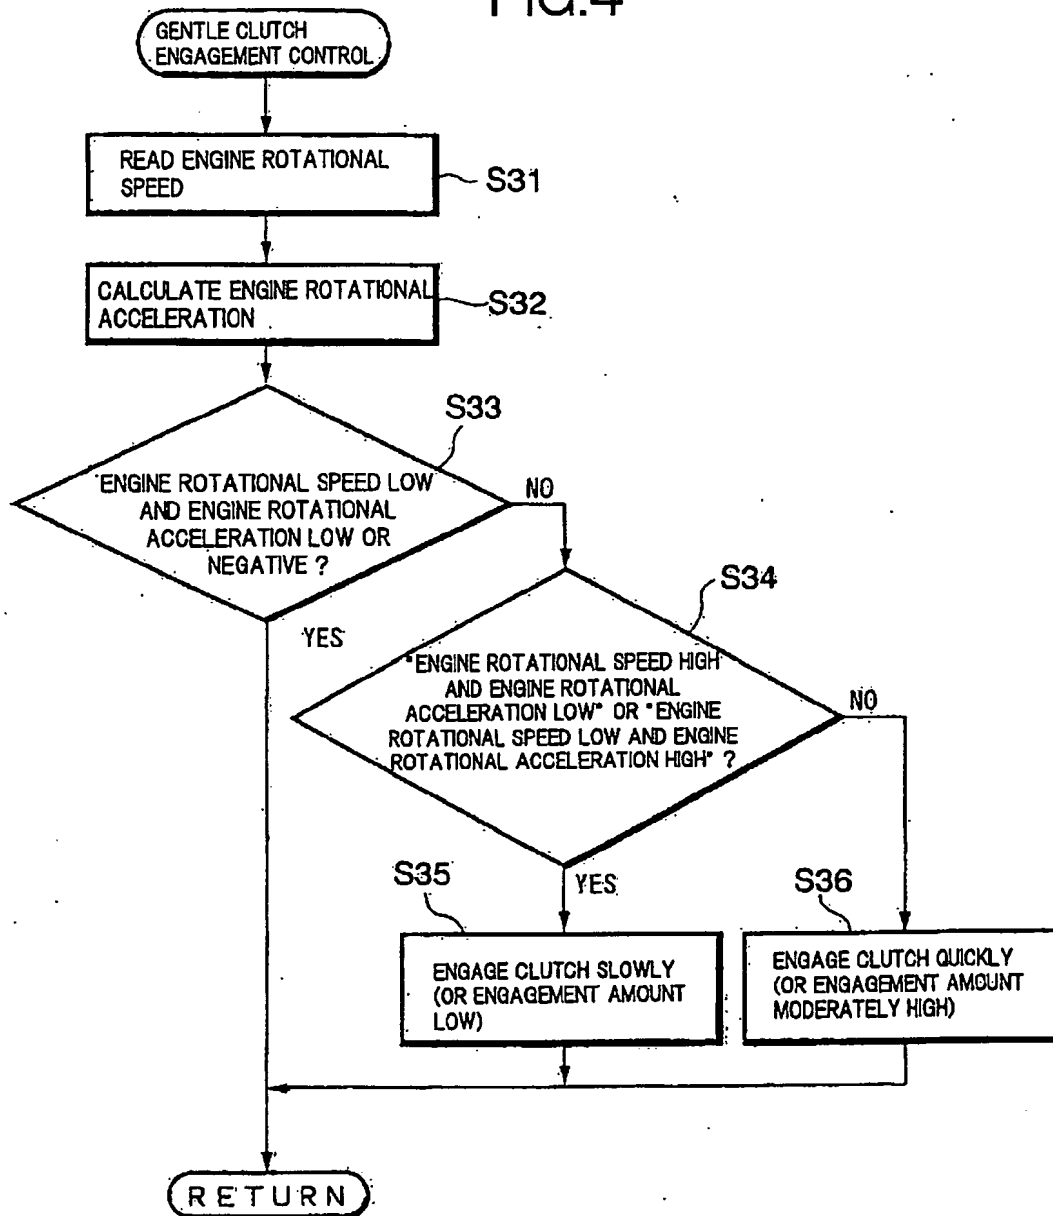 FIG.4
GENTLE CLUTCH
ENGAGEMENT CONTROL
READ ENGINE ROTATIONAL
SPEED
S31
CALCULATE ENGINE ROTATIONAL
ACCELERATION
S32
S33
"ENGINE ROTATIONAL SPEED LOW
AND ENGINE ROTATIONAL
ACCELERATION LOW OR
NEGATIVE ?
NO
YES
S34
"ENGINE ROTATIONAL SPEED HIGH
AND ENGINE ROTATIONAL
ACCELERATION LOW" OR "ENGINE
ROTATIONAL SPEED LOW AND ENGINE
ROTATIONAL ACCELERATION HIGH" ?
NO
YES
S35
ENGAGE CLUTCH SLOWLY
(OR ENGAGEMENT AMOUNT
LOW)
S36
ENGAGE CLUTCH QUICKLY
(OR ENGAGEMENT AMOUNT
MODERATELY HIGH)
RETURN